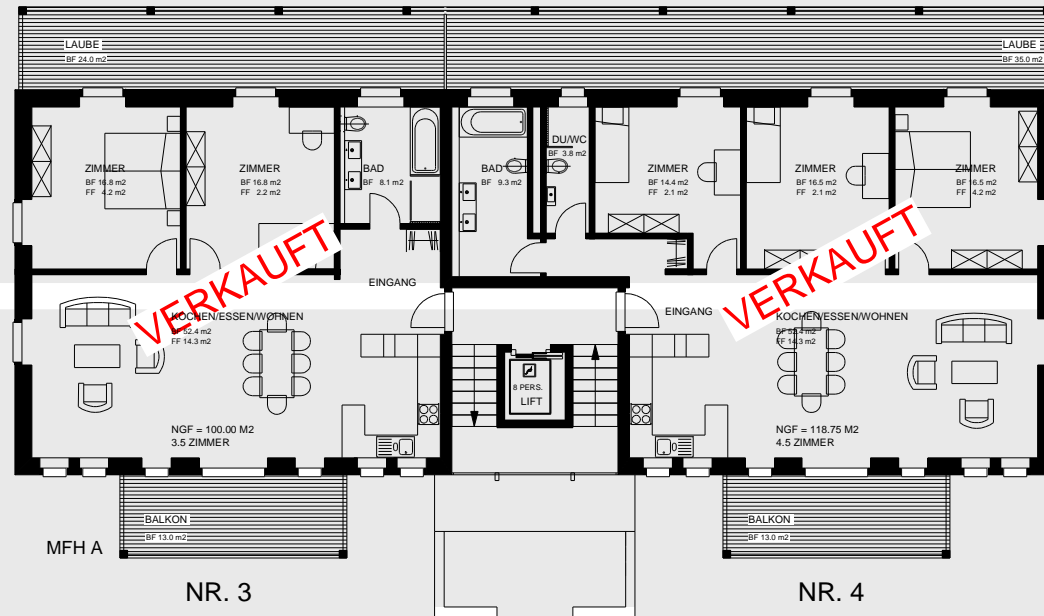 LAUBE
BF 24.0 m2
LAUBE
BF 35.0 m2
ZIMMER
BF 16.8 m2
FF 4.2 m2
ZIMMER
BF 16.8 m2
FF 2.2 m2
BAD
BF 8.1 m2
BAD
BF 9.3 m2
DU/WC
BF 3.8 m2
ZIMMER
BF 14.4 m2
FF 2.1 m2
ZIMMER
BF 16.5 m2
FF 2.1 m2
ZIMMER
BF 16.5 m2
FF 4.2 m2
VERKAUFT
VERKAUFT
EINGANG
EINGANG
KOCHEN/ESSEN/WOHNEN
BF 52.4 m2
FF 14.3 m2
KOCHEN/ESSEN/WOHNEN
BF 52.4 m2
FF 14.3 m2
8 PERS.
LIFT
NGF = 100.00 M2
3.5 ZIMMER
NGF = 118.75 M2
4.5 ZIMMER
BALKON
BF 13.0 m2
BALKON
BF 13.0 m2
MFH A
NR. 3
NR. 4